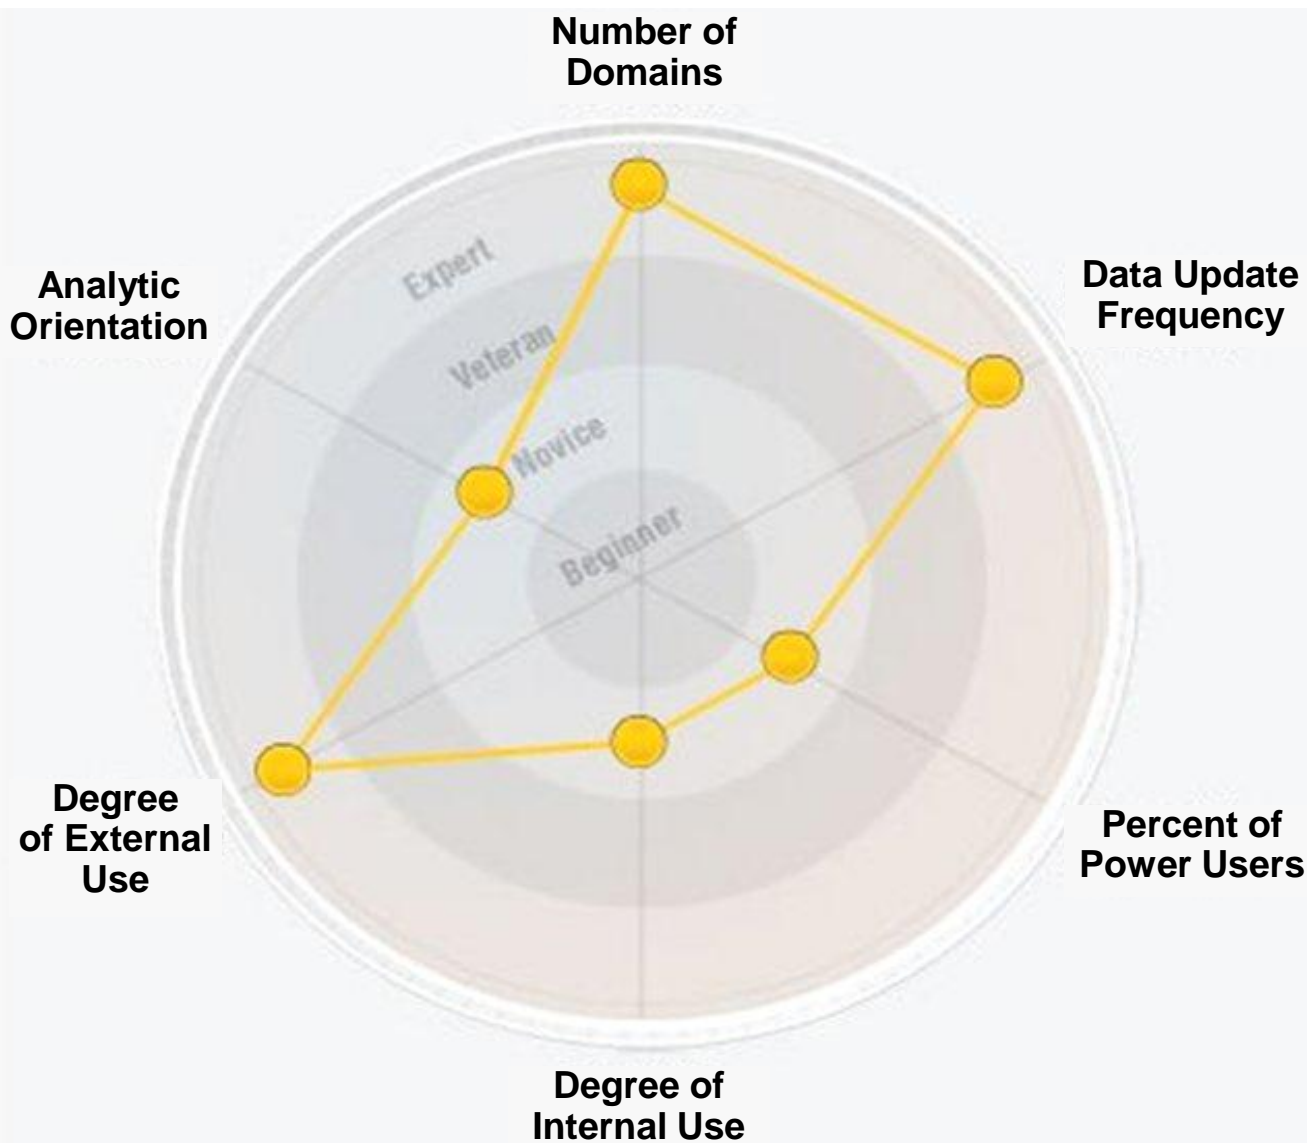 Number of
Domains
Data Update
Frequency
Analytic
Orientation
Expert
Veteran
Novice
Beginner
Degree
of External
Use
Percent of
Power Users
Degree of
Internal Use